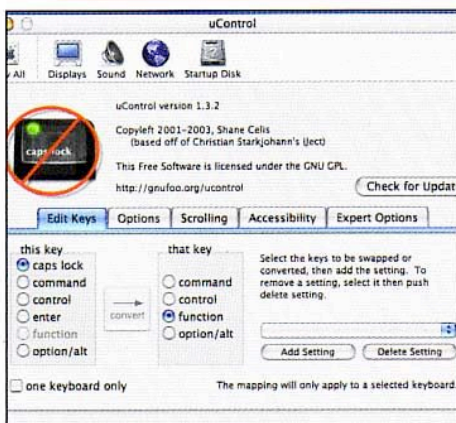 uControl
All
Displays Sound Network Startup Disk
uControl version 1.3.2
Copyleft 2001-2003, Shane Celis
(based off of Christian Starkjohann's iJect)
caps lock
This Free Software is licensed under the GNU GPL.
http://gnufoo.org/ucontrol
Check for Updat
Edit Keys Options Scrolling Accessibility Expert Options
this key
caps lock
command
control
enter
function
option/alt
convert
that key
command
control
function
option/alt
Select the keys to be swapped or
converted, then add the setting. To
remove a setting, select it then push
delete setting.
Add Setting Delete Setting
one keyboard only
The mapping will only apply to a selected keyboard.